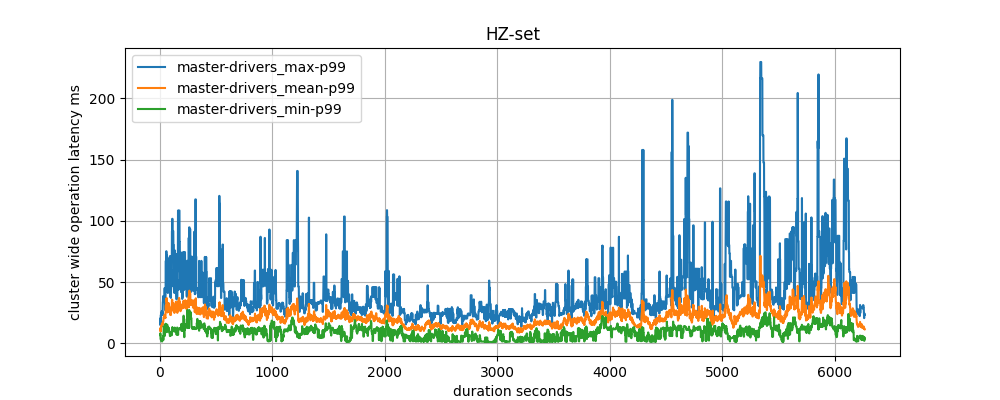 HZ-set
master-drivers_max-p99
master-drivers_mean-p99
master-drivers_min-p99
cluster wide operation latency ms
200
150
100
50
0
0 1000 2000 3000 4000 5000 6000
duration seconds